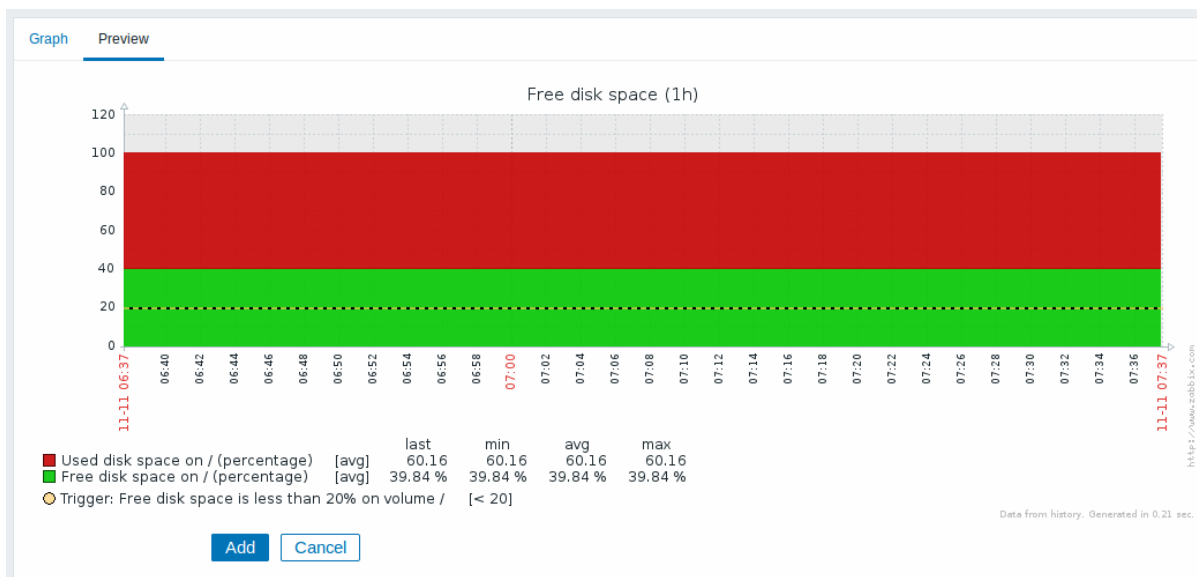 Graph Preview
Free disk space (1h)
120
100
80
60
40
20
0
11-11 06:37 06:40 06:42 06:44 06:46 06:48 06:50 06:52 06:54 06:56 06:58 07:00 07:02 07:04 07:06 07:08 07:10 07:12 07:14 07:16 07:18 07:20 07:22 07:24 07:26 07:28 07:30 07:32 07:34 07:36 11-11 07:37
http://www.zabbix.com
last min avg max
Used disk space on / (percentage) [avg] 60.16 60.16 60.16 60.16
Free disk space on / (percentage) [avg] 39.84 % 39.84 % 39.84 % 39.84 %
Trigger: Free disk space is less than 20% on volume / [< 20]
Data from history. Generated in 0.21 sec.
Add Cancel